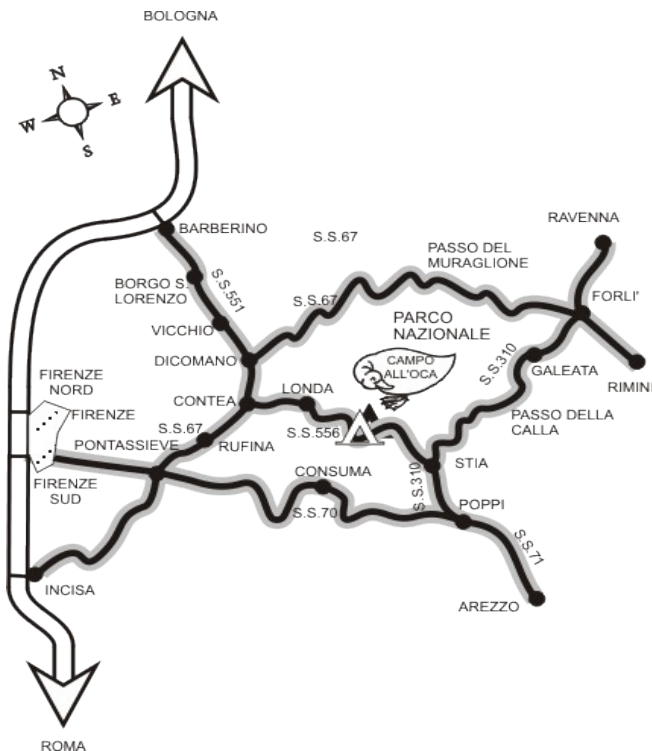 BOLOGNA
N
W
E
S
BARBERINO
S.S.67
RAVENNA
PASSO DEL
MURAGLIONE
BORGO S.
LORENZO
S.S.551
S.S.67
FORLI'
PARCO
NAZIONALE
VICCHIO
DICOMANO
CAMPO
ALL'OCA
S.S.310
GALEATA
RIMINI
FIRENZE
NORD
FIRENZE
CONTEA
LONDA
PASSO DELLA
CALLA
S.S.67
PONTASSIEVE
RUFINA
S.S.556
STIA
FIRENZE
SUD
CONSUMA
S.S.310
S.S.70
POPPI
S.S.71
INCISA
AREZZO
ROMA